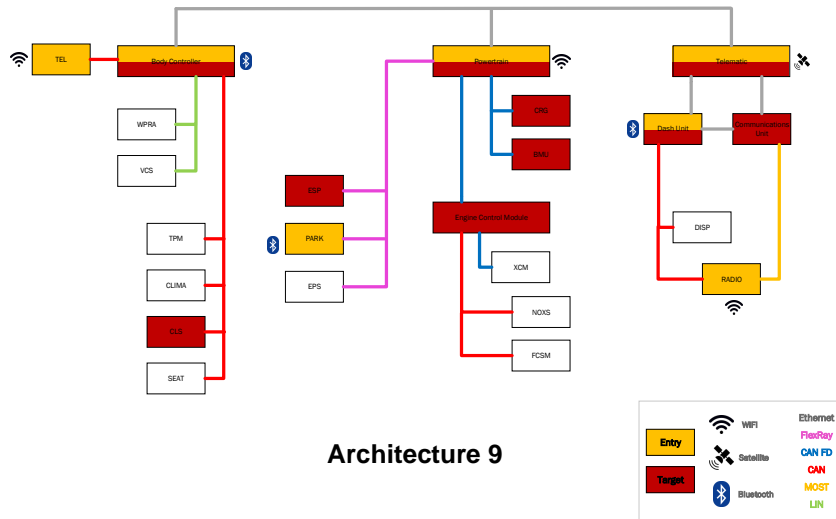 TEL
Body Controller
Powertrain
Telematic
WPRA
VCS
CRG
BMU
Dash Unit
Communications
Unit
ESP
PARK
EPS
Engine Control Module
TPM
CLIMA
DLS
SEAT
XCM
NOXS
FCSM
DISP
RADIO
Architecture 9
Entry
Target
WiFi
Satellite
Bluetooth
Ethernet
FlexRay
CAN FD
CAN
MOST
LIN